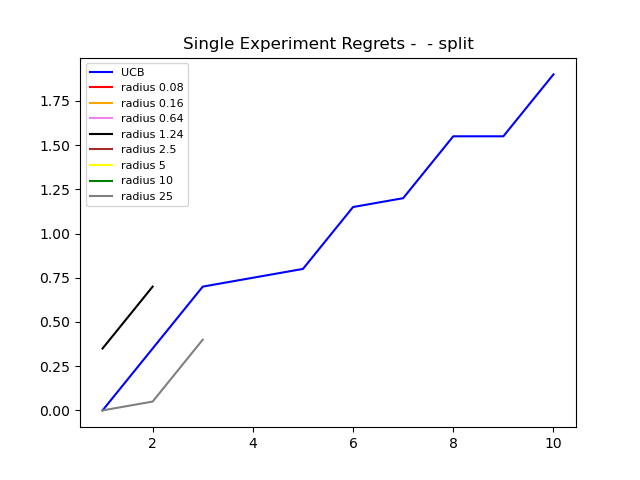 Single Experiment Regrets -  - split
UCB
radius 0.08
radius 0.16
radius 0.64
radius 1.24
radius 2.5
radius 5
radius 10
radius 25
1.75
1.50
1.25
1.00
0.75
0.50
0.25
0.00
2 4 6 8 10